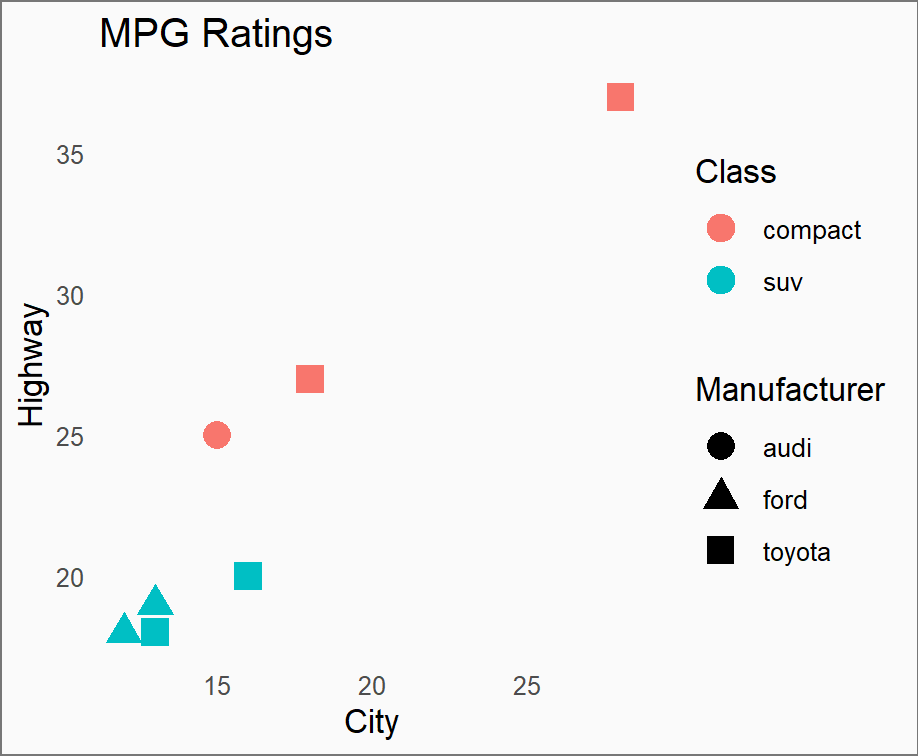 MPG Ratings
35
30
25
20
Highway
15
20
25
City
Class
compact
suv
Manufacturer
audi
ford
toyota